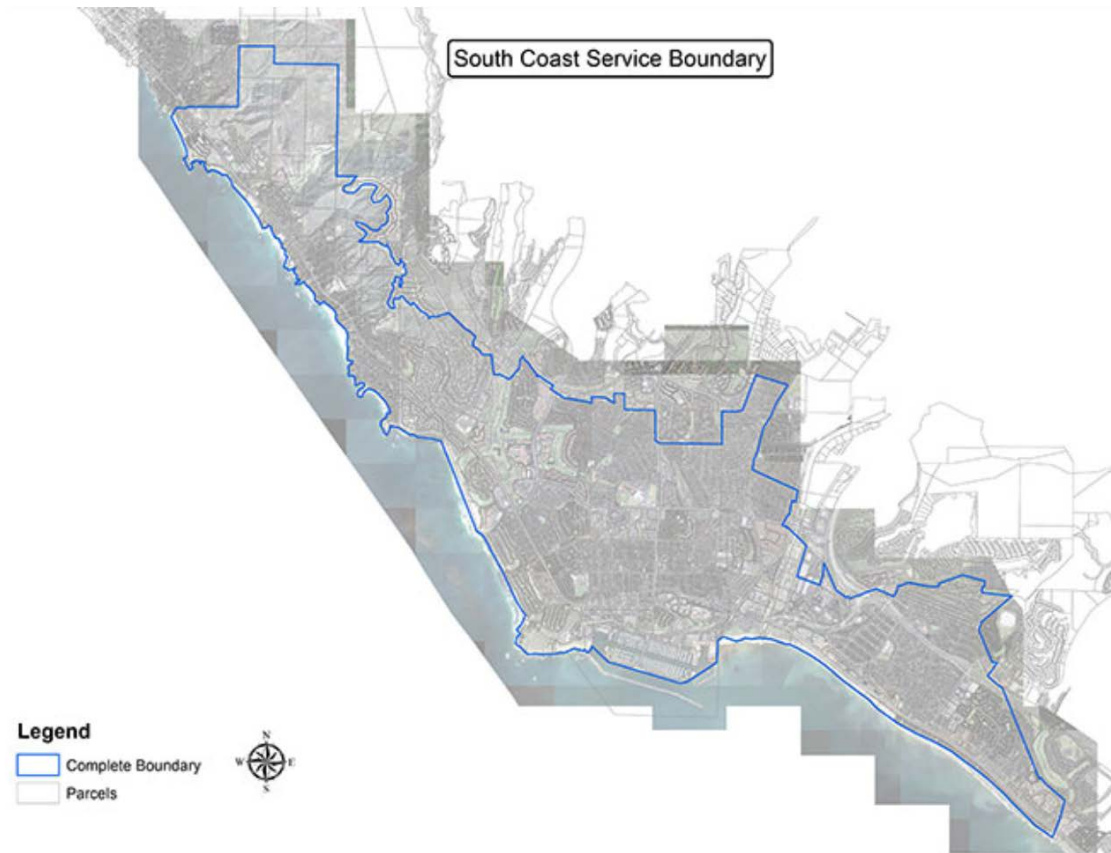 South Coast Service Boundary
Legend
Complete Boundary
Parcels
N
W E
S